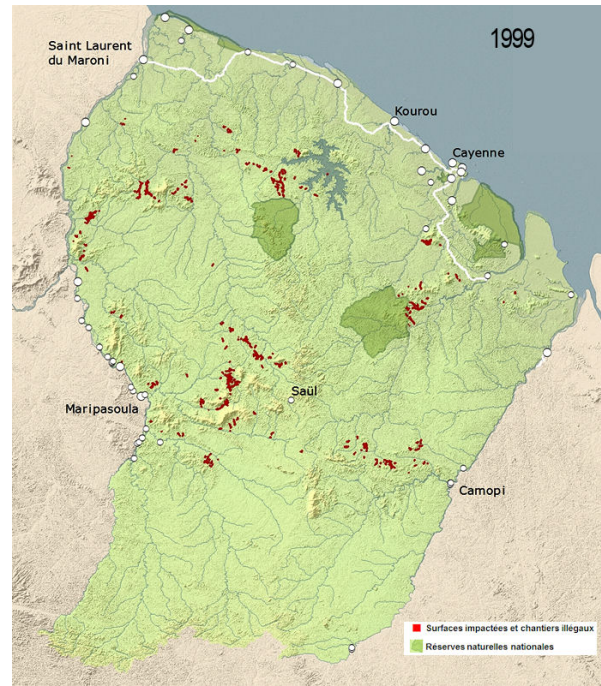 1999
Saint Laurent
du Maroni
Kourou
Cayenne
Saül
Maripasoula
Camopi
Surfaces impactées et chantiers illégaux
Réserves naturelles nationales